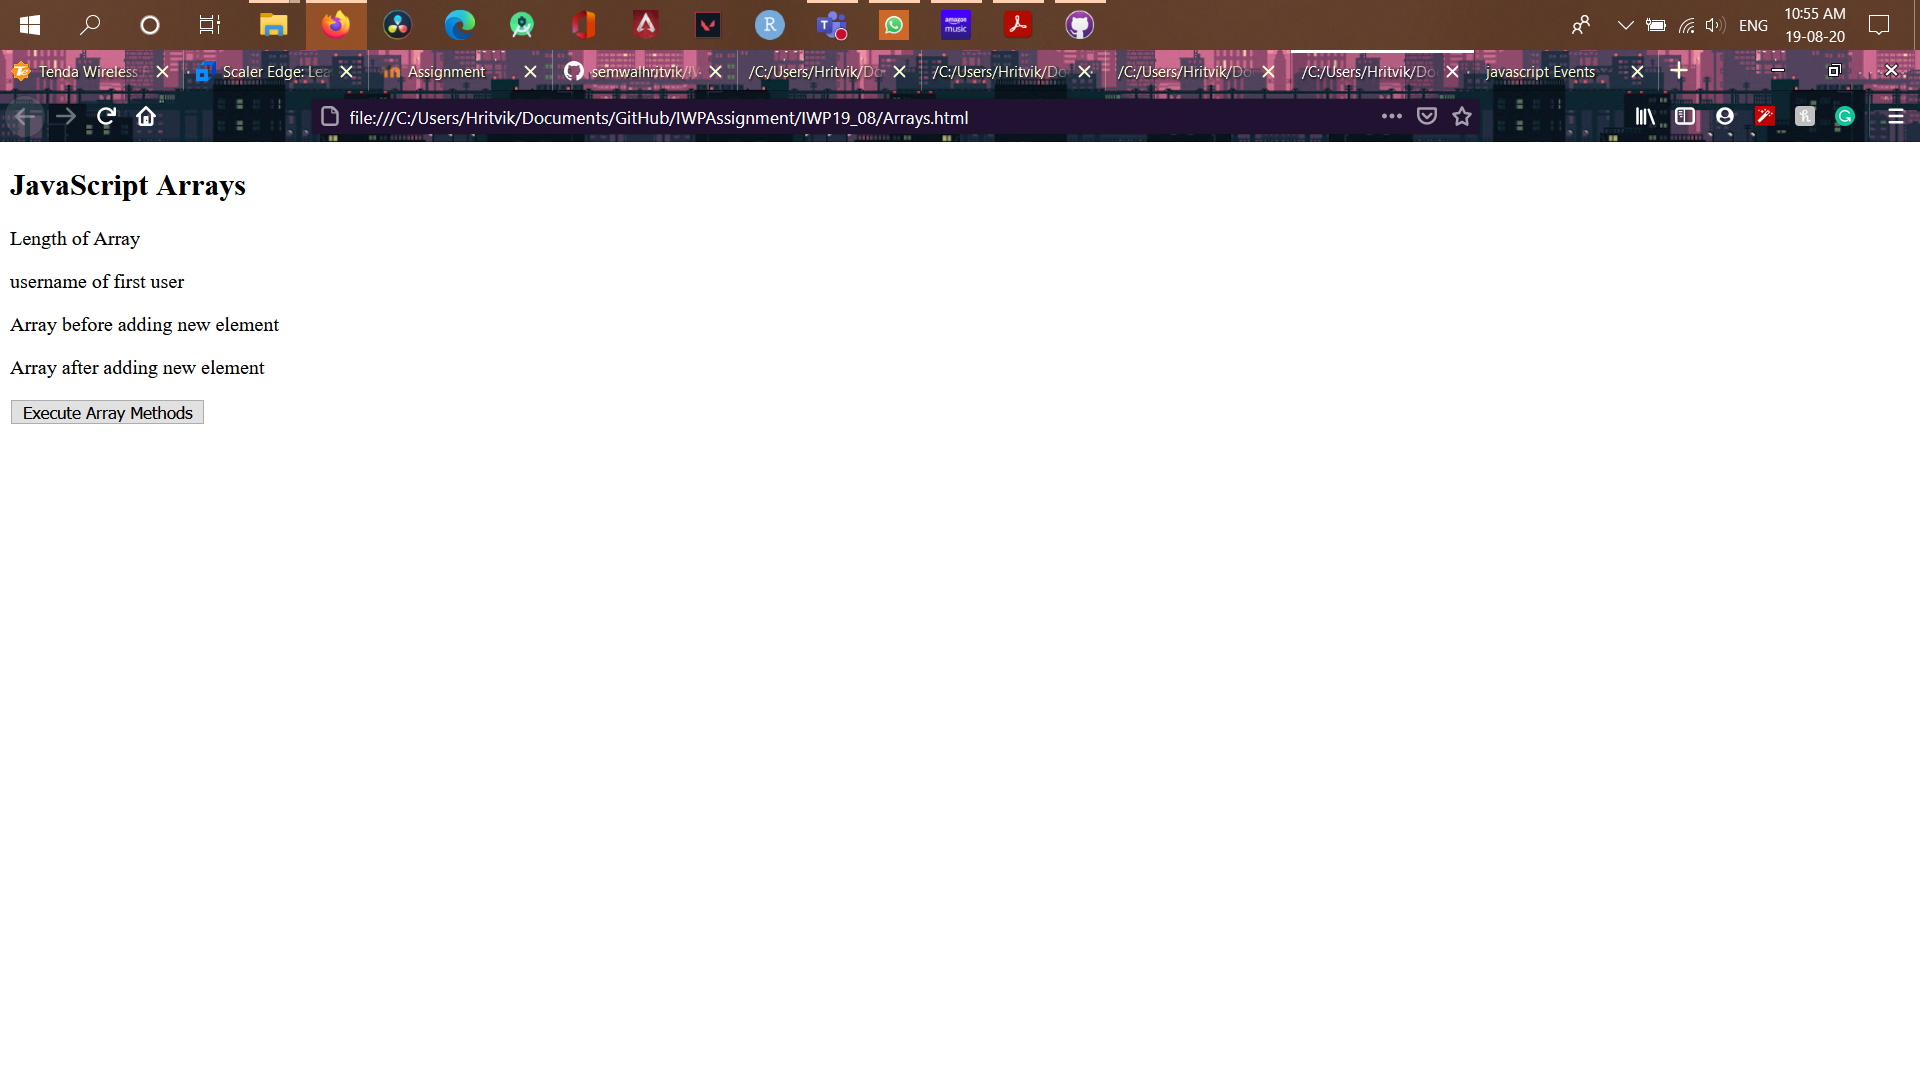 10:55 AM
ENG
19-08-20
R
amazon music
Tenda Wireless
Scaler Edge: Lea
Assignment
semwalhritvik/
/C:/Users/Hritvik/Do
/C:/Users/Hritvik/Do
/C:/Users/Hritvik/Do
/C:/Users/Hritvik/Do
javascript Events
file:///C:/Users/Hritvik/Documents/GitHub/IWPAssignment/IWP19_08/Arrays.html
JavaScript Arrays
Length of Array
username of first user
Array before adding new element
Array after adding new element
Execute Array Methods